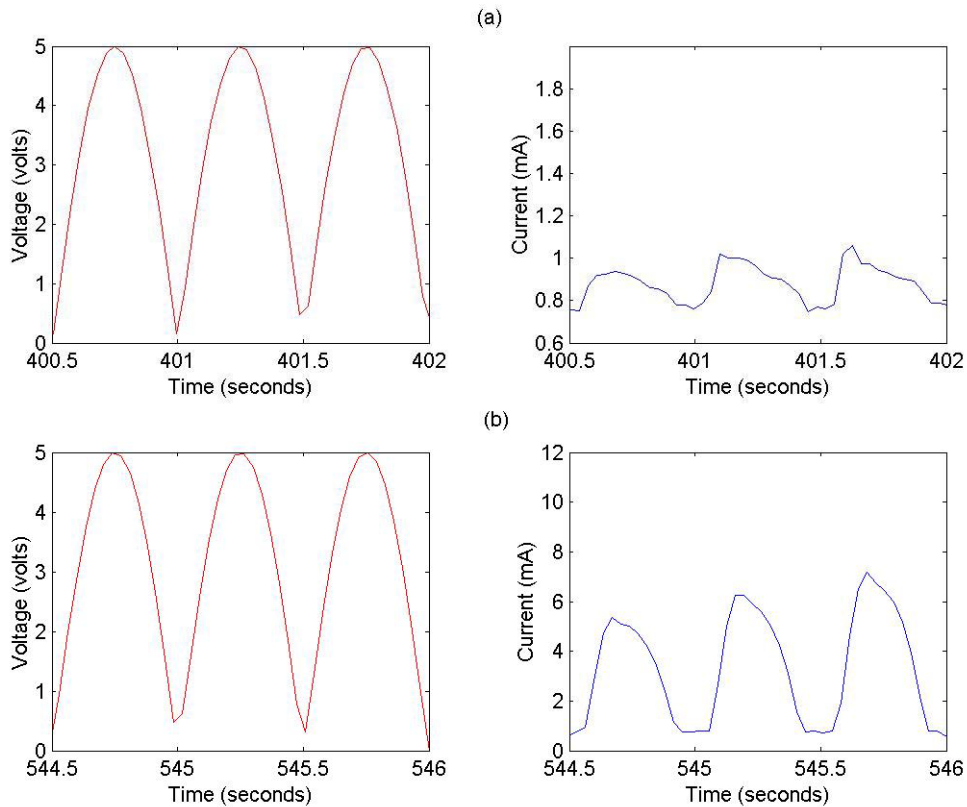 (a)
5
4
3
2
1
0
Voltage (volts)
400.5 401 401.5 402
Time (seconds)
1.8
1.6
1.4
1.2
1
0.8
0.6
Current (mA)
400.5 401 401.5 402
Time (seconds)
(b)
5
4
3
2
1
0
Voltage (volts)
544.5 545 545.5 546
Time (seconds)
12
10
8
6
4
2
0
Current (mA)
544.5 545 545.5 546
Time (seconds)